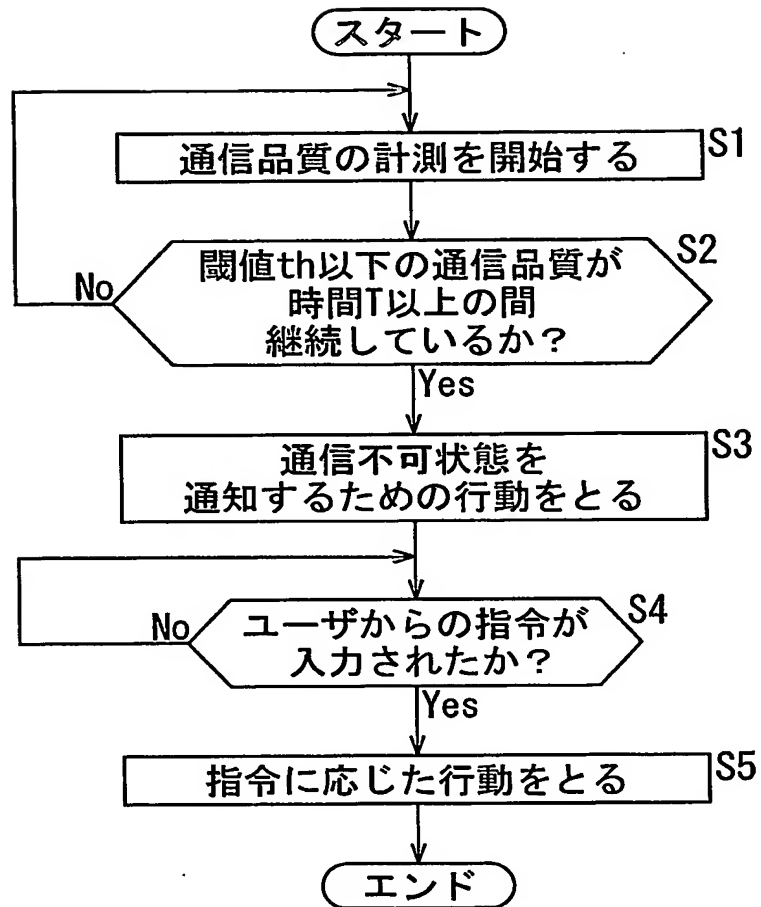 スタート
通信品質の計測を開始する
S1
閾値th以下の通信品質が
時間T以上の間
継続しているか？
S2
No
Yes
通信不可状態を
通知するための行動をとる
S3
ユーザからの指令が
入力されたか？
S4
No
Yes
指令に応じた行動をとる
S5
エンド